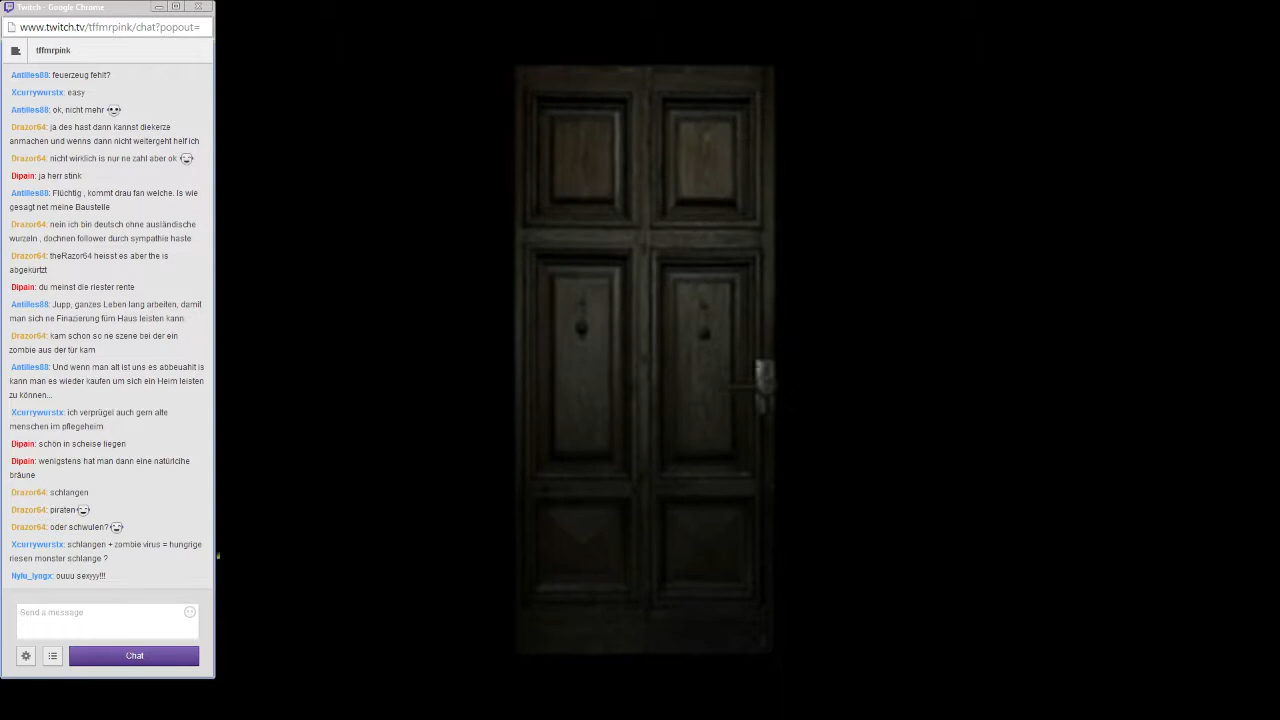 Twitch - Google Chrome
www.twitch.tv/tffmrpink/chat?popout=
tffmrpink
Antilles88: feuerzeug fehlt?
Xcurrywurstx: easy
Antilles88: ok, nicht mehr
Drazor64: ja des hast dann kannst diekerze
anmachen und wenns dann nicht weitergeht helf ich
Drazor64: nicht wirklich is nur ne zahl aber ok
Dipain: ja herr stink
Antilles88: Flüchtig , kommt drau fan welche. Is wie
gesagt net meine Baustelle
Drazor64: nein ich bin deutsch ohne ausländische
wurzeln , dochnen follower durch sympathie haste
Drazor64: theRazor64 heisst es aber the is
abgekürtzt
Dipain: du meinst die riester rente
Antilles88: Jupp, ganzes Leben lang arbeiten, damit
man sich ne Finazierung fürn Haus leisten kann.
Drazor64: kam schon so ne szene bei der ein
zombie aus der tür kam
Antilles88: Und wenn man alt ist uns es abbeuahlt is
kann man es wieder kaufen um sich ein Heim leisten
zu können...
Xcurrywurstx: ich verprügel auch gern alte
menschen im pflegeheim
Dipain: schön in scheise liegen
Dipain: wenigstens hat man dann eine natürlcihe
bräune
Drazor64: schlangen
Drazor64: piraten
Drazor64: oder schwulen?
Xcurrywurstx: schlangen + zombie virus = hungrige
riesen monster schlange ?
Nylu_lyngx: ouuu sexyy!!!
Send a message
Chat